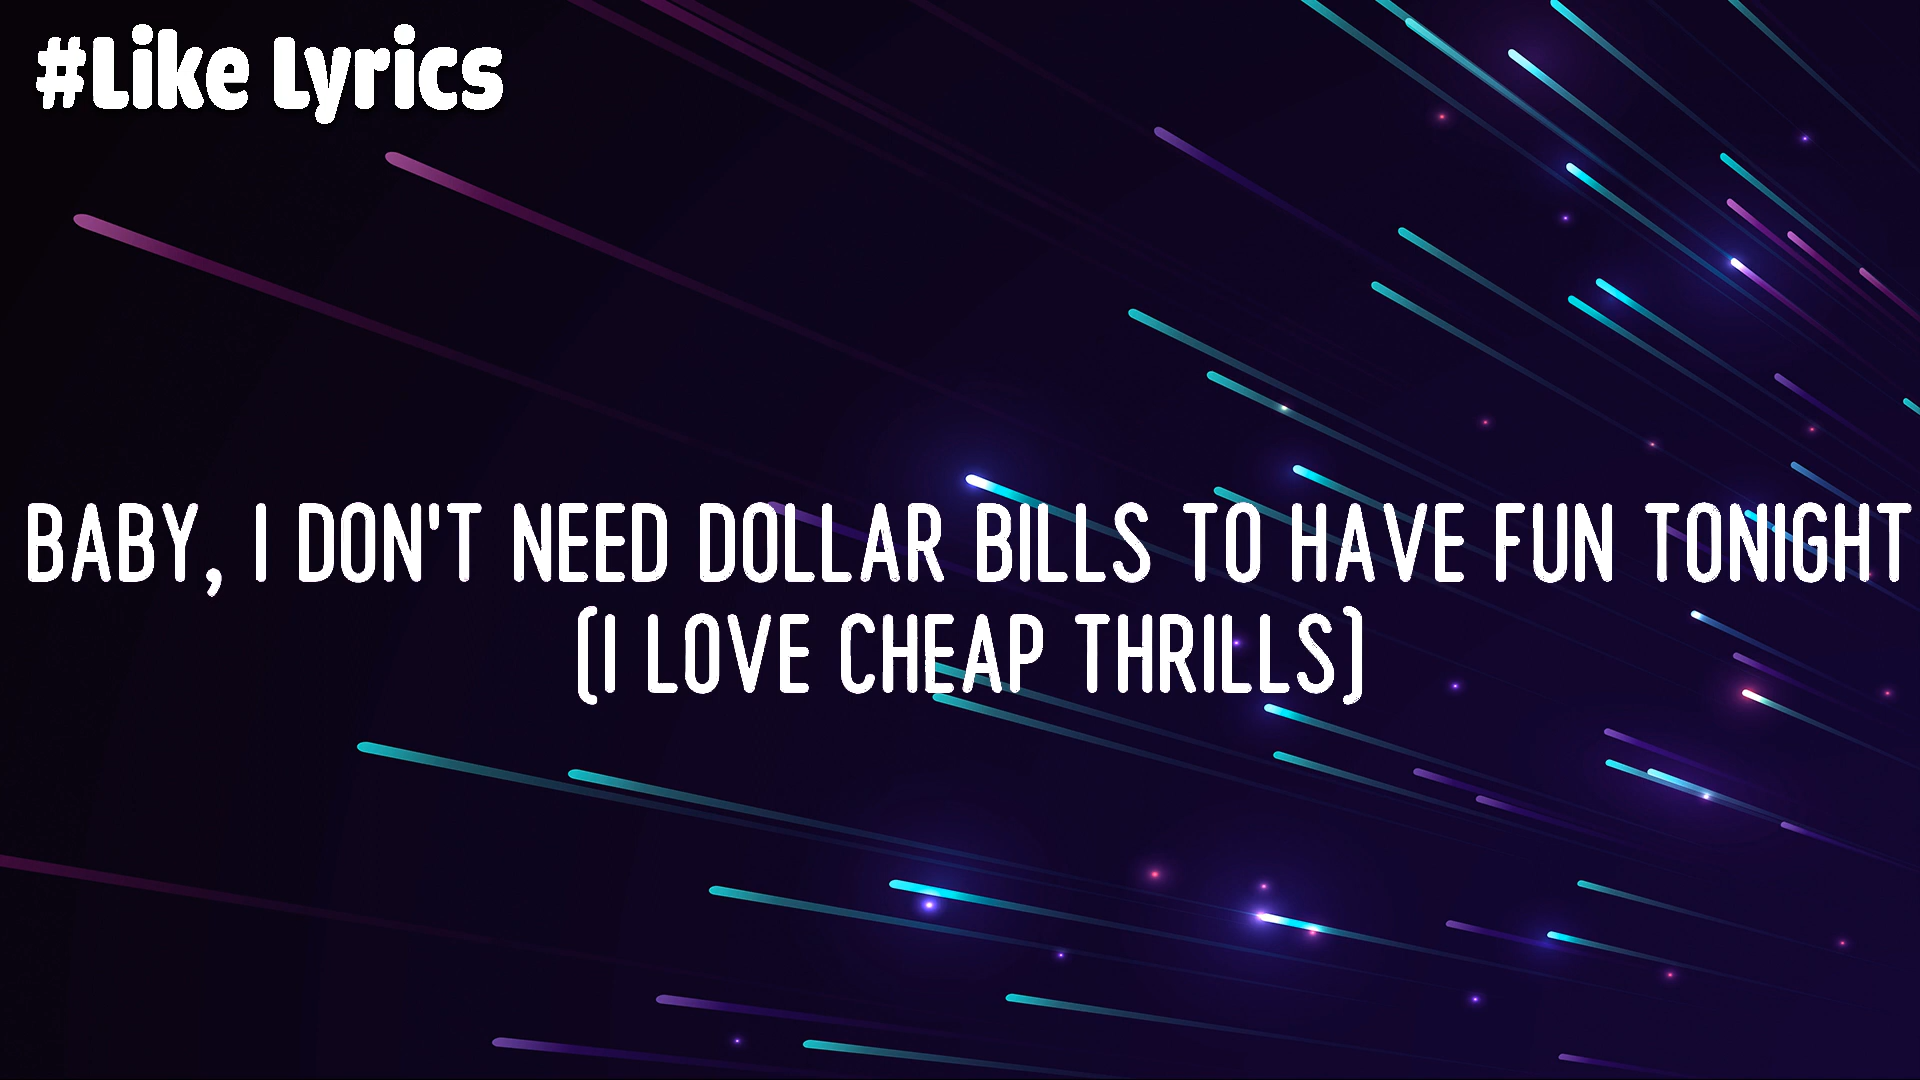 #Like Lyrics
BABY, I DON'T NEED DOLLAR BILLS TO HAVE FUN TONIGHT
(I LOVE CHEAP THRILLS)